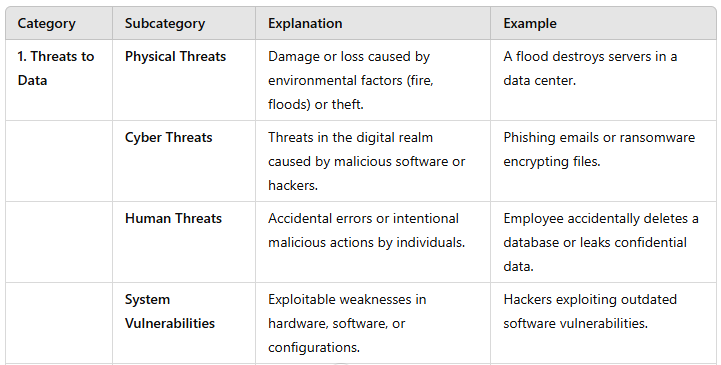 Category Subcategory Explanation Example
1. Threats to Data
Physical Threats
Damage or loss caused by
environmental factors (fire,
floods) or theft.
A flood destroys servers in a
data center.
Cyber Threats
Threats in the digital realm
caused by malicious software or
hackers.
Phishing emails or ransomware
encrypting files.
Human Threats
Accidental errors or intentional
malicious actions by individuals.
Employee accidentally deletes a
database or leaks confidential
data.
System
Vulnerabilities
Exploitable weaknesses in
hardware, software, or
configurations.
Hackers exploiting outdated
software vulnerabilities.